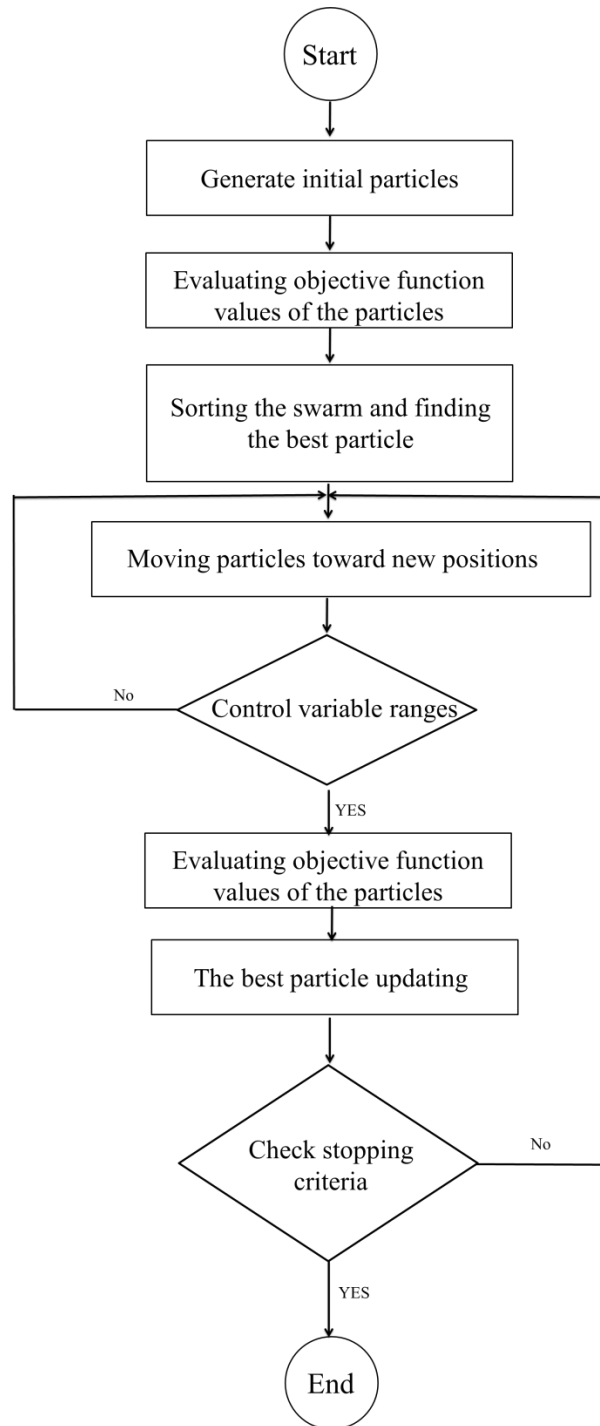 Start
Generate initial particles
Evaluating objective function
values of the particles
Sorting the swarm and finding
the best particle
Moving particles toward new positions
No
Control variable ranges
YES
Evaluating objective function
values of the particles
The best particle updating
Check stopping
criteria
No
YES
End